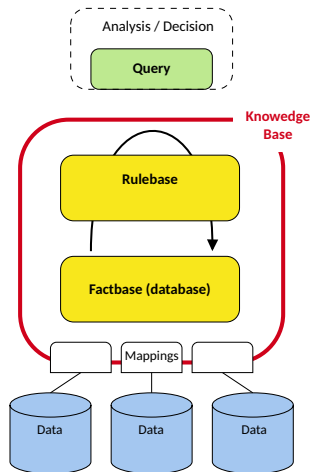 Analysis / Decision
Query
Knowedge
Base
Rulebase
Factbase (database)
Mappings
Data
Data
Data